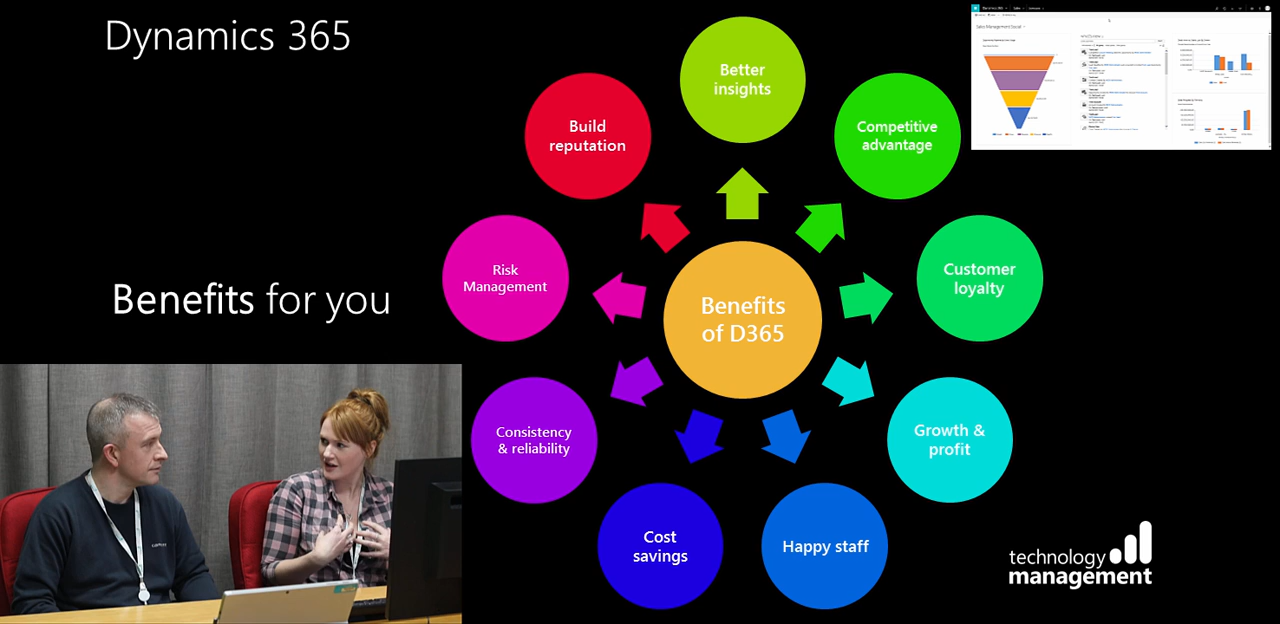 Dynamics 365
Benefits for you
Better
insights
Competitive
advantage
Customer
loyalty
Growth &
profit
Happy staff
Cost
savings
Consistency
& reliability
Risk
Management
Build
reputation
Benefits
of D365
technology
management